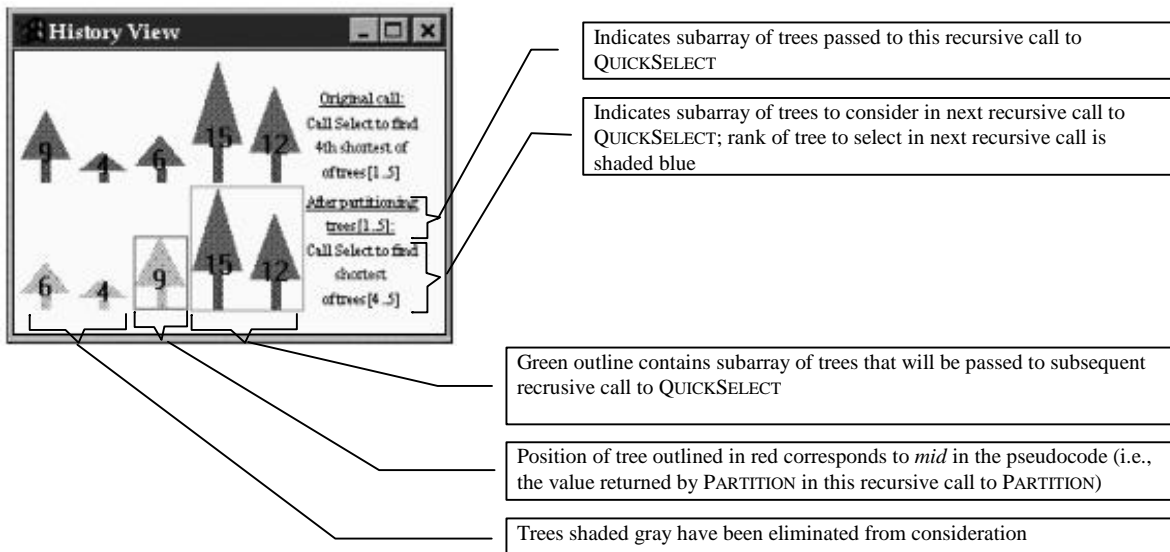 History View
9
4
6
15
12
Original call:
Call Select to find
4th shortest of
of trees [1..5]
6
4
9
15
12
After partitioning
trees [1..5]:
Call Select to find
shortest
of trees [4..5]
Indicates subarray of trees passed to this recursive call to
QUICKSELECT
Indicates subarray of trees to consider in next recursive call to
QUICKSELECT; rank of tree to select in next recursive call is
shaded blue
Green outline contains subarray of trees that will be passed to subsequent
recrusive call to QUICKSELECT
Position of tree outlined in red corresponds to mid in the pseudocode (i.e.,
the value returned by PARTITION in this recursive call to PARTITION)
Trees shaded gray have been eliminated from consideration